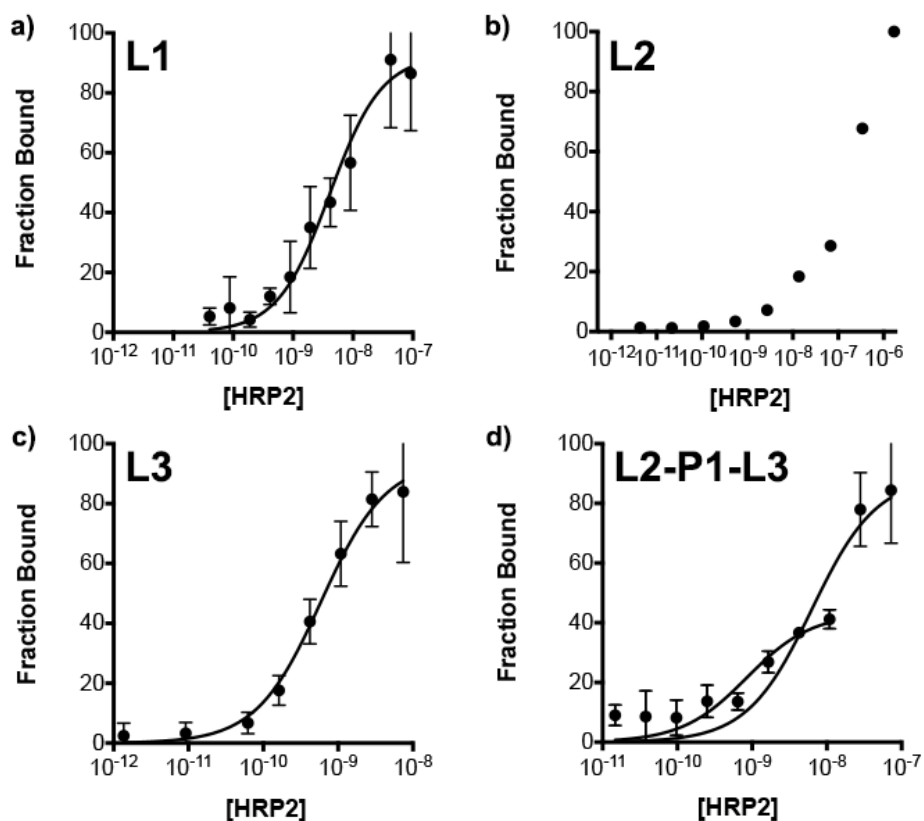 a) L1
Fraction Bound
100
80
60
40
20
0
10-12 10-11 10-10 10-9 10-8 10-7
[HRP2]
b) L2
Fraction Bound
100
80
60
40
20
0
10-12 10-11 10-10 10-9 10-8 10-7 10-6
[HRP2]
c) L3
Fraction Bound
100
80
60
40
20
0
10-12 10-11 10-10 10-9 10-8
[HRP2]
d) L2-P1-L3
Fraction Bound
100
80
60
40
20
0
10-11 10-10 10-9 10-8 10-7
[HRP2]